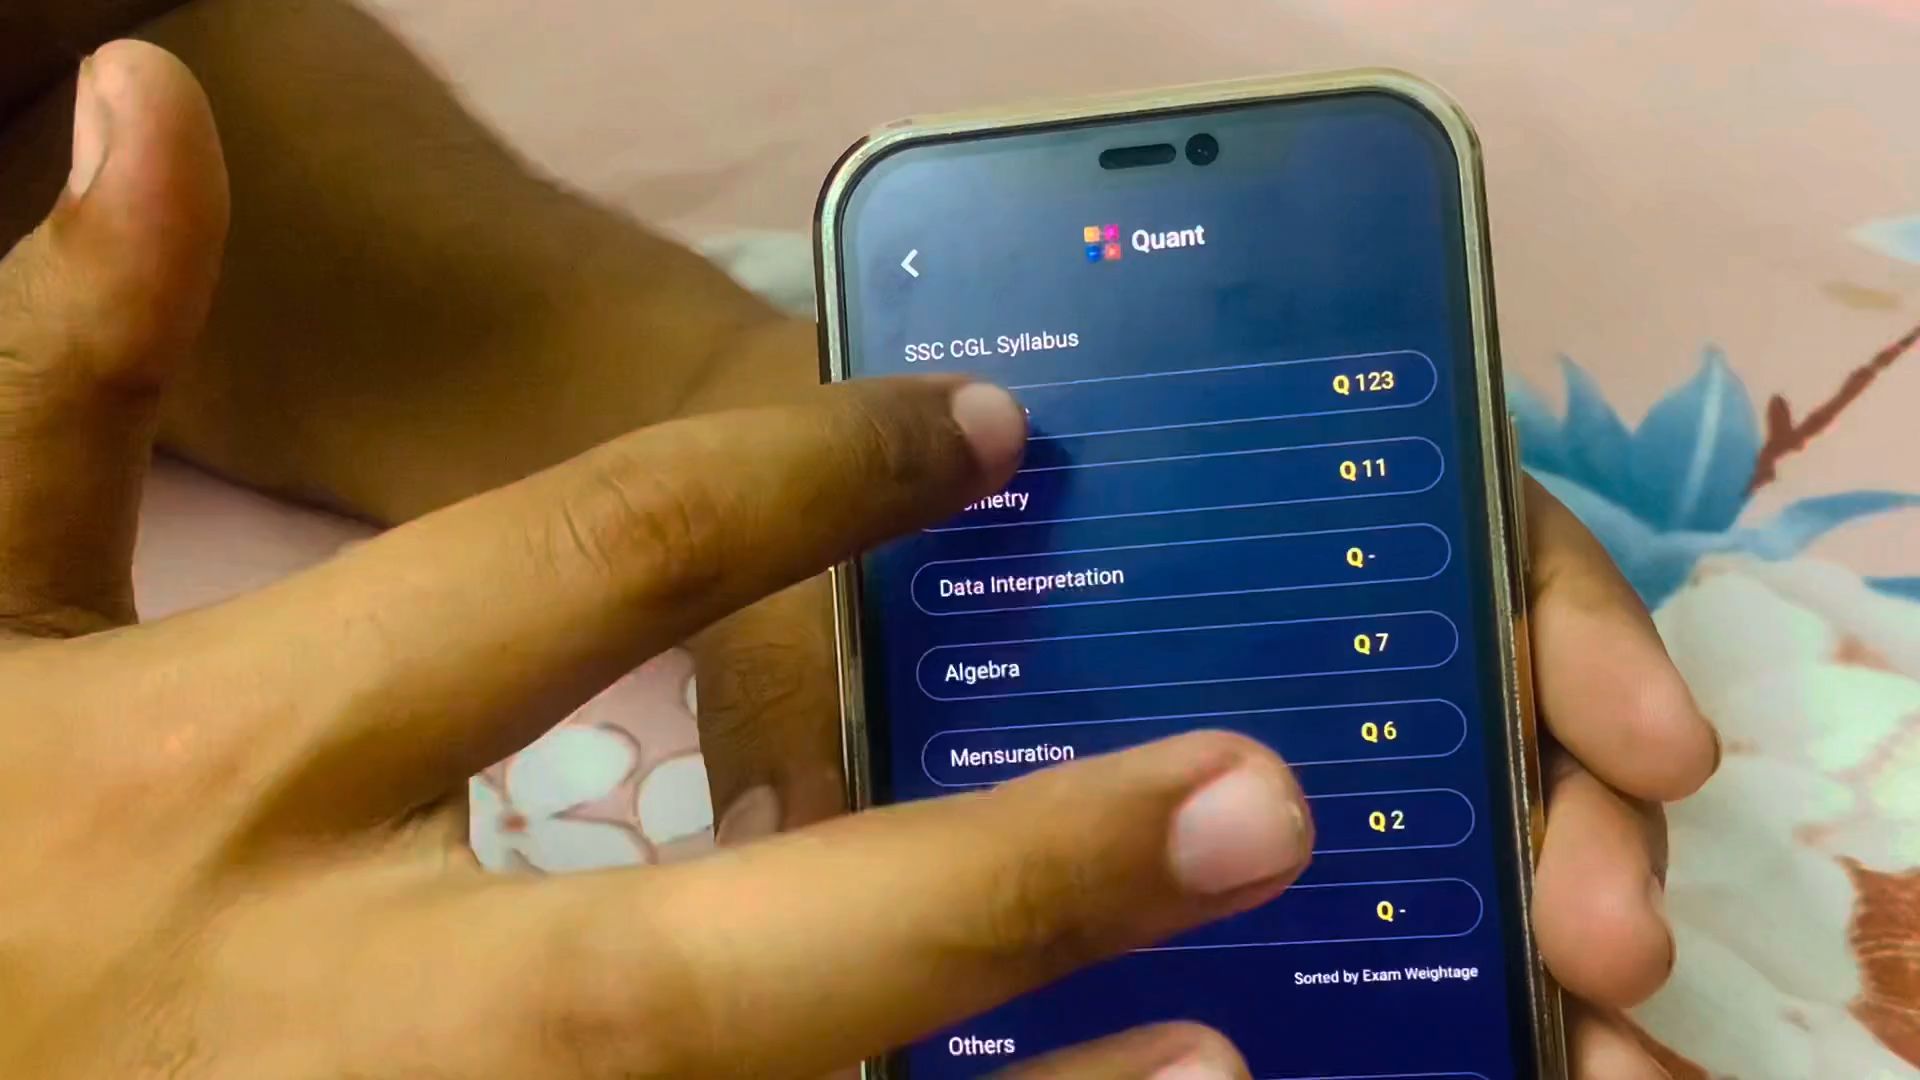 Quant
SSC CGL Syllabus
Q 123
Q 11
Data Interpretation Q -
Algebra Q 7
Mensuration Q 6
Q 2
Q -
Sorted by Exam Weightage
Others